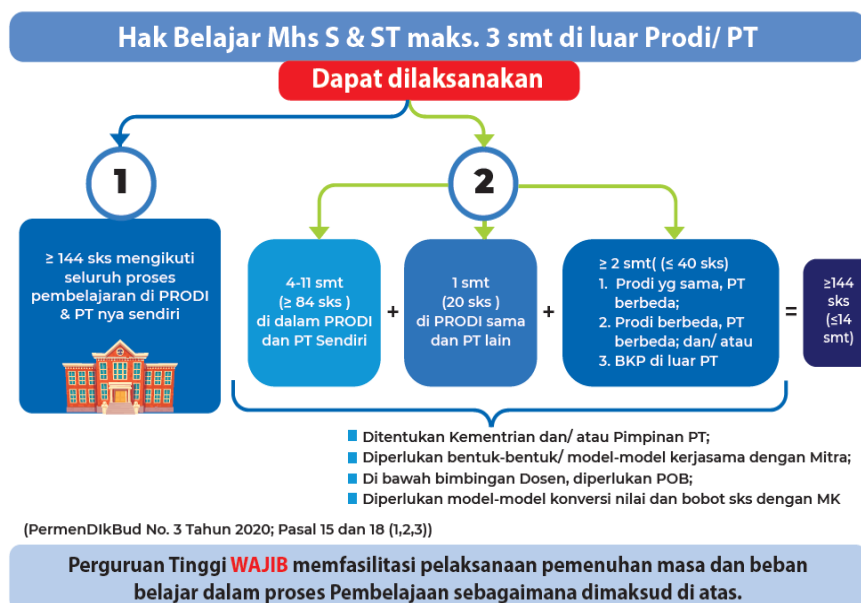 Hak Belajar Mhs S & ST maks. 3 smt di luar Prodi/ PT
Dapat dilaksanakan
1
2
≥ 144 sks mengikuti
seluruh proses
pembelajaran di PRODI
& PT nya sendiri
4-11 smt
(≥ 84 sks )
di dalam PRODI
dan PT Sendiri
+
1 smt
(20 sks )
di PRODI sama
dan PT lain
+
≥ 2 smt( (≤ 40 sks)
1. Prodi yg sama, PT
berbeda;
2. Prodi berbeda, PT
berbeda; dan/ atau
3. BKP di luar PT
=
≥144
sks
(≤14
smt)
Ditentukan Kementrian dan/ atau Pimpinan PT;
Diperlukan bentuk-bentuk/ model-model kerjasama dengan Mitra;
Di bawah bimbingan Dosen, diperlukan POB;
Diperlukan model-model konversi nilai dan bobot sks dengan MK
(PermenDIkBud No. 3 Tahun 2020; Pasal 15 dan 18 (1,2,3))
Perguruan Tinggi WAJIB memfasilitasi pelaksanaan pemenuhan masa dan beban
belajar dalam proses Pembelajaan sebagaimana dimaksud di atas.